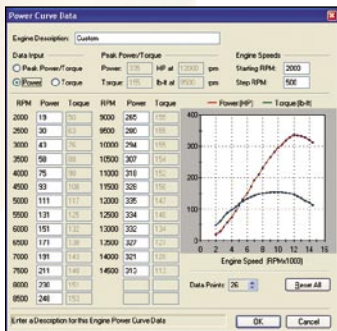 Power Curve Data
Engine Description: Custom
Data Input
Peak Power/Torque
Engine Speeds
Peak Power/Torque
Power: 335 HP at 12000 rpm
Starting RPM: 2000
Power
Torque
Torque: 155 lb-ft at 9500 rpm
Step RPM: 500
RPM Power Torque RPM Power Torque
2000 19 50 9000 265 155
2500 30 63 9500 280 155
3000 43 76 10000 294 155
3500 58 88 10500 307 154
4000 75 98 11000 318 152
4500 93 108 11500 328 150
5000 111 117 12000 335 147
5500 131 125 12500 334 140
6000 151 132 13000 332 134
6500 171 138 13500 327 127
7000 191 143 14000 321 120
7500 211 148 14500 313 113
8000 230 151
8500 248 153
Power [HP]
Torque [lb-ft]
400
300
200
100
0
0 2 4 6 8 10 12 14 16
Engine Speed (RPMx1000)
Data Points: 26
Reset All
Enter a Description for this Engine Power Curve Data
OK
Cancel